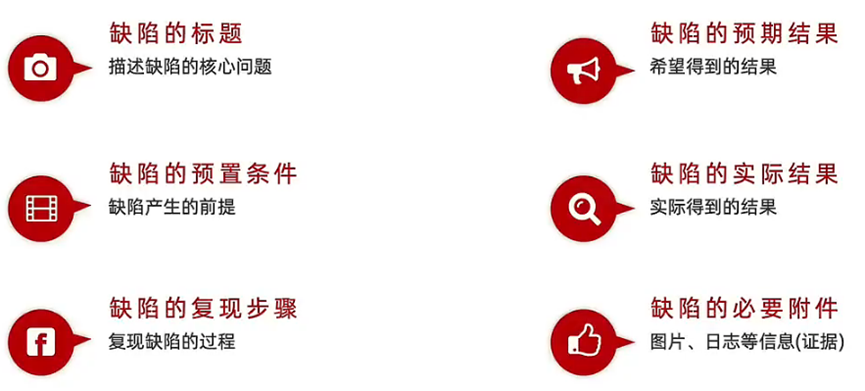 缺陷的标题
描述缺陷的核心问题
缺陷的预置条件
缺陷产生的前提
缺陷的复现步骤
复现缺陷的过程
缺陷的预期结果
希望得到的结果
缺陷的实际结果
实际得到的结果
缺陷的必要附件
图片、日志等信息(证据)